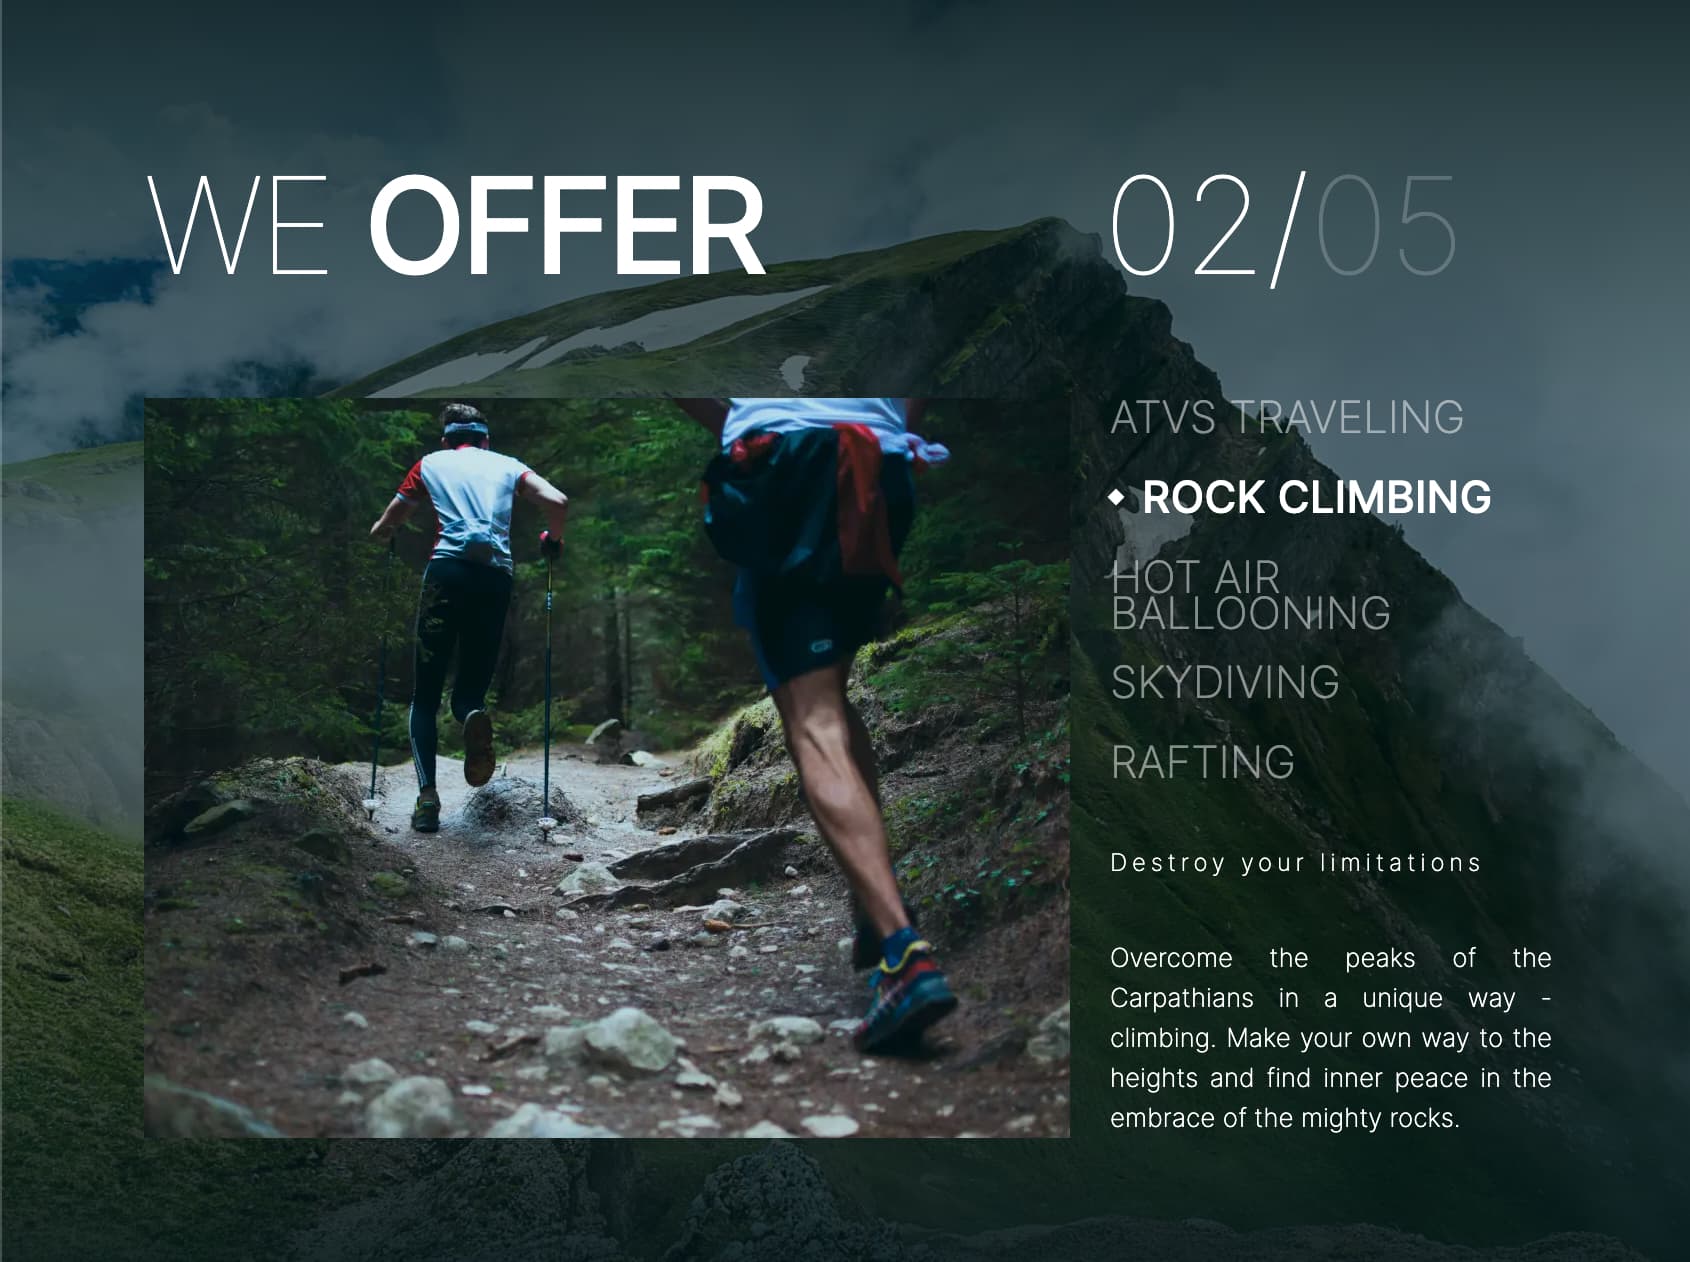 WE OFFER
02/05
ATVS TRAVELING
ROCK CLIMBING
HOT AIR
BALLOONING
SKYDIVING
RAFTING
Destroy your limitations
Overcome the peaks of the
Carpathians in a unique way -
climbing. Make your own way to the
heights and find inner peace in the
embrace of the mighty rocks.